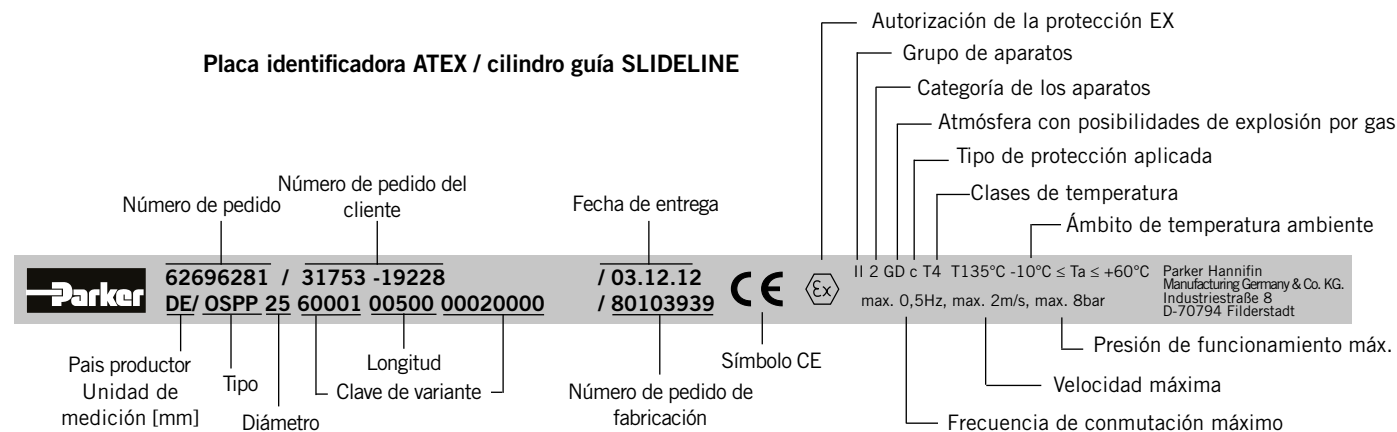 Placa identificadora ATEX / cilindro guía SLIDELINE
Autorización de la protección EX
Grupo de aparatos
Categoría de los aparatos
Atmósfera con posibilidades de explosión por gas
Tipo de protección aplicada
Clases de temperatura
Ámbito de temperatura ambiente
Número de pedido
Número de pedido del
cliente
Fecha de entrega
Parker
62696281 / 31753 -19228
/ 03.12.12
DE/ OSPP 25 60001 00500 00020000
/ 80103939
CE
Ex
II 2 GD c T4 T135°C -10°C ≤ Ta ≤ +60°C
max. 0,5Hz, max. 2m/s, max. 8bar
Parker Hannifin
Manufacturing Germany & Co. KG.
Industriestraße 8
D-70794 Filderstadt
Pais productor
Unidad de
medición [mm]
Tipo
Diámetro
Longitud
Clave de variante
Número de pedido de
fabricación
Símbolo CE
Presión de funcionamiento máx.
Velocidad máxima
Frecuencia de conmutación máximo